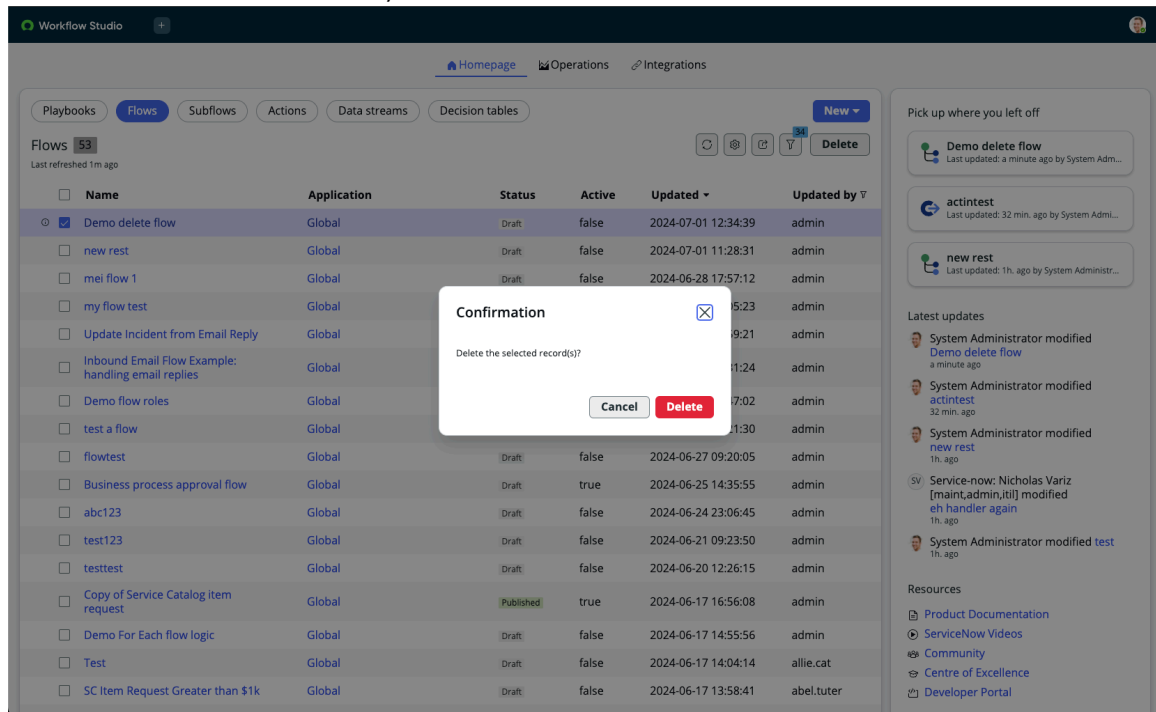 Workflow Studio +
Homepage Operations Integrations
Playbooks Flows Subflows Actions Data streams Decision tables New
Flows 53
Last refreshed 1m ago
34 Delete
Name Application Status Active Updated Updated by
Demo delete flow Global Draft false 2024-07-01 12:34:39 admin
new rest Global Draft false 2024-07-01 11:28:31 admin
mei flow 1 Global Draft false 2024-06-28 17:57:12 admin
my flow test Global 05:23 admin
Update Incident from Email Reply Global 59:21 admin
Inbound Email Flow Example:
handling email replies Global 31:24 admin
Demo flow roles Global 47:02 admin
test a flow Global 21:30 admin
flowtest Global Draft false 2024-06-27 09:20:05 admin
Business process approval flow Global Draft true 2024-06-25 14:35:55 admin
abc123 Global Draft false 2024-06-24 23:06:45 admin
test123 Global Draft false 2024-06-21 09:23:50 admin
testtest Global Draft false 2024-06-20 12:26:15 admin
Copy of Service Catalog item
request Global Published true 2024-06-17 16:56:08 admin
Demo For Each flow logic Global Draft false 2024-06-17 14:55:56 admin
Test Global Draft false 2024-06-17 14:04:14 allie.cat
SC Item Request Greater than $1k Global Draft false 2024-06-17 13:58:41 abel.tuter
Confirmation
Delete the selected record(s)?
Cancel Delete
Pick up where you left off
Demo delete flow
Last updated: a minute ago by System Adm...
actintest
Last updated: 32 min. ago by System Admi...
new rest
Last updated: 1h. ago by System Administr...
Latest updates
System Administrator modified
Demo delete flow
a minute ago
System Administrator modified
actintest
32 min. ago
System Administrator modified
new rest
1h. ago
SV Service-now: Nicholas Variz
[maint,admin,itil] modified
eh handler again
1h. ago
System Administrator modified test
1h. ago
Resources
Product Documentation
ServiceNow Videos
Community
Centre of Excellence
Developer Portal